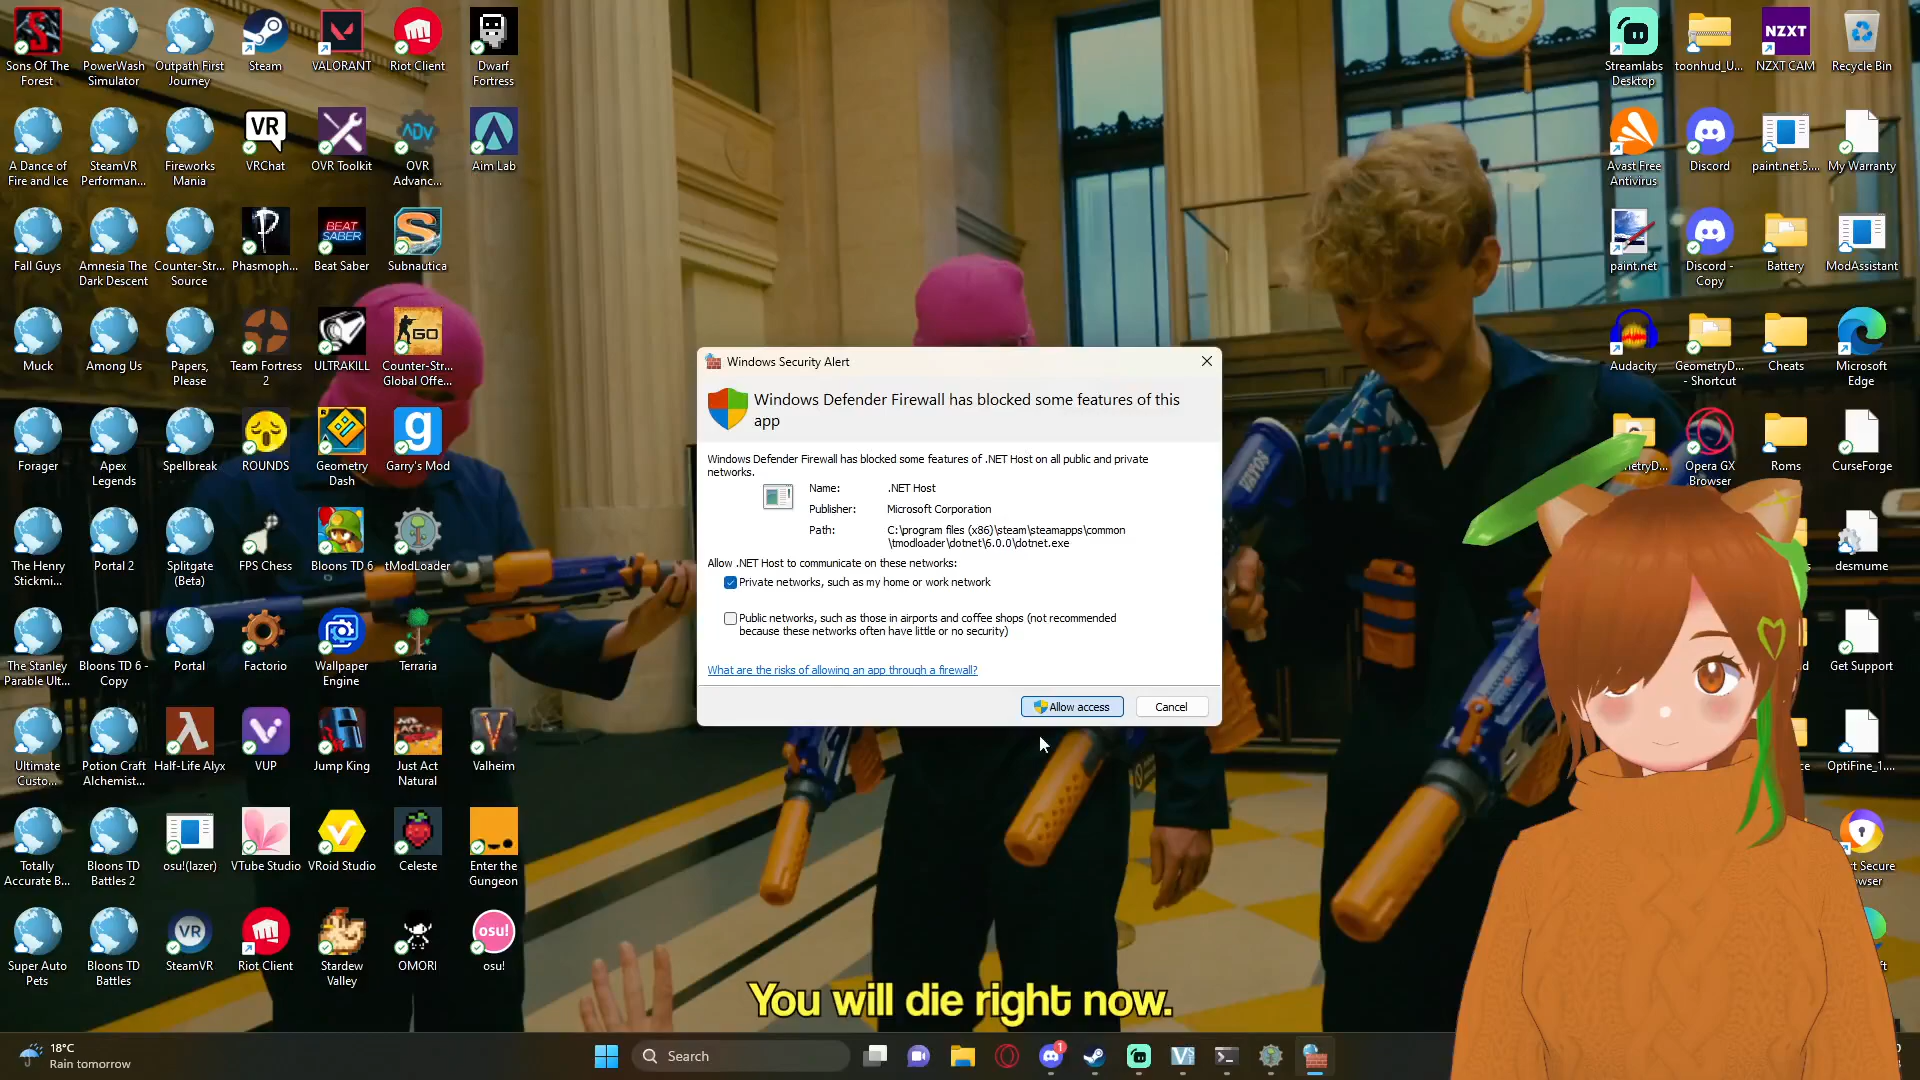 Sons Of The
Forest
PowerWash
Simulator
Outpath First
Journey
Steam
VALORANT
Riot Client
Dwarf
Fortress
Streamlabs
Desktop
toonhud_U...
NZXT
NZXT CAM
Recycle Bin
A Dance of
Fire and Ice
SteamVR
Performan...
Fireworks
Mania
VR
VRChat
OVR Toolkit
ADV
OVR
Advanc...
Aim Lab
Avast Free
Antivirus
Discord
paint.net.5....
My Warranty
Fall Guys
Amnesia The
Dark Descent
Counter-Str...
Source
Phasmoph...
BEAT
SABER
Beat Saber
Subnautica
paint.net
Discord -
Copy
Battery
ModAssistant
Muck
Among Us
Papers,
Please
Team Fortress
2
ULTRAKILL
GO
Counter-Str...
Global Offe...
Audacity
GeometryD...
- Shortcut
Cheats
Microsoft
Edge
Forager
Apex
Legends
Spellbreak
ROUNDS
Geometry
Dash
g
Garry's Mod
Opera GX
Browser
Roms
CurseForge
The Henry
Stickmi...
Portal 2
Splitgate
(Beta)
FPS Chess
Bloons TD 6
tModLoader
desmume
The Stanley
Parable Ult...
Bloons TD 6 -
Copy
Portal
Factorio
Wallpaper
Engine
Terraria
Get Support
Ultimate
Custo...
Potion Craft
Alchemist...
Half-Life Alyx
VUP
Jump King
JUST
ACT
Just Act
Natural
Valheim
OptiFine_1....
Totally
Accurate B...
Bloons TD
Battles 2
osu!(lazer)
VTube Studio
VRoid Studio
Celeste
Enter the
Gungeon
Super Auto
Pets
Bloons TD
Battles
VR
SteamVR
Riot Client
Stardew
Valley
OMORI
osu!
osu!
Windows Security Alert
Windows Defender Firewall has blocked some features of this
app
Windows Defender Firewall has blocked some features of .NET Host on all public and private
networks.
Name: .NET Host
Publisher: Microsoft Corporation
Path: C:\program files (x86)\steam\steamapps\common
\tmodloader\dotnet\6.0.0\dotnet.exe
Allow .NET Host to communicate on these networks:
Private networks, such as my home or work network
Public networks, such as those in airports and coffee shops (not recommended
because these networks often have little or no security)
What are the risks of allowing an app through a firewall?
Allow access
Cancel
You will die right now.
18°C
Rain tomorrow
Search
1